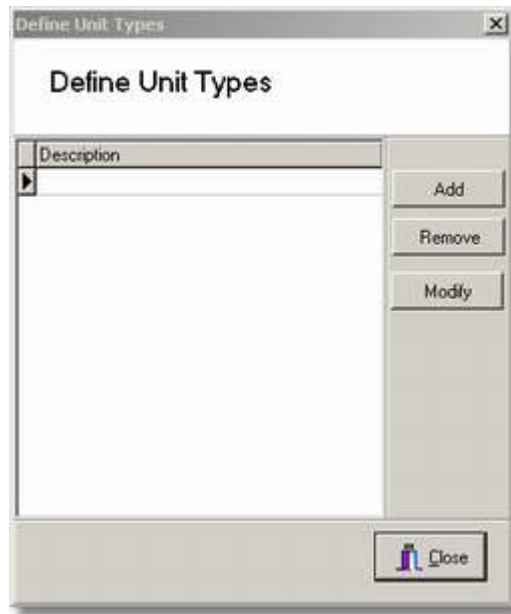 Define Unit Types
Define Unit Types
Description
Add
Remove
Modify
Close